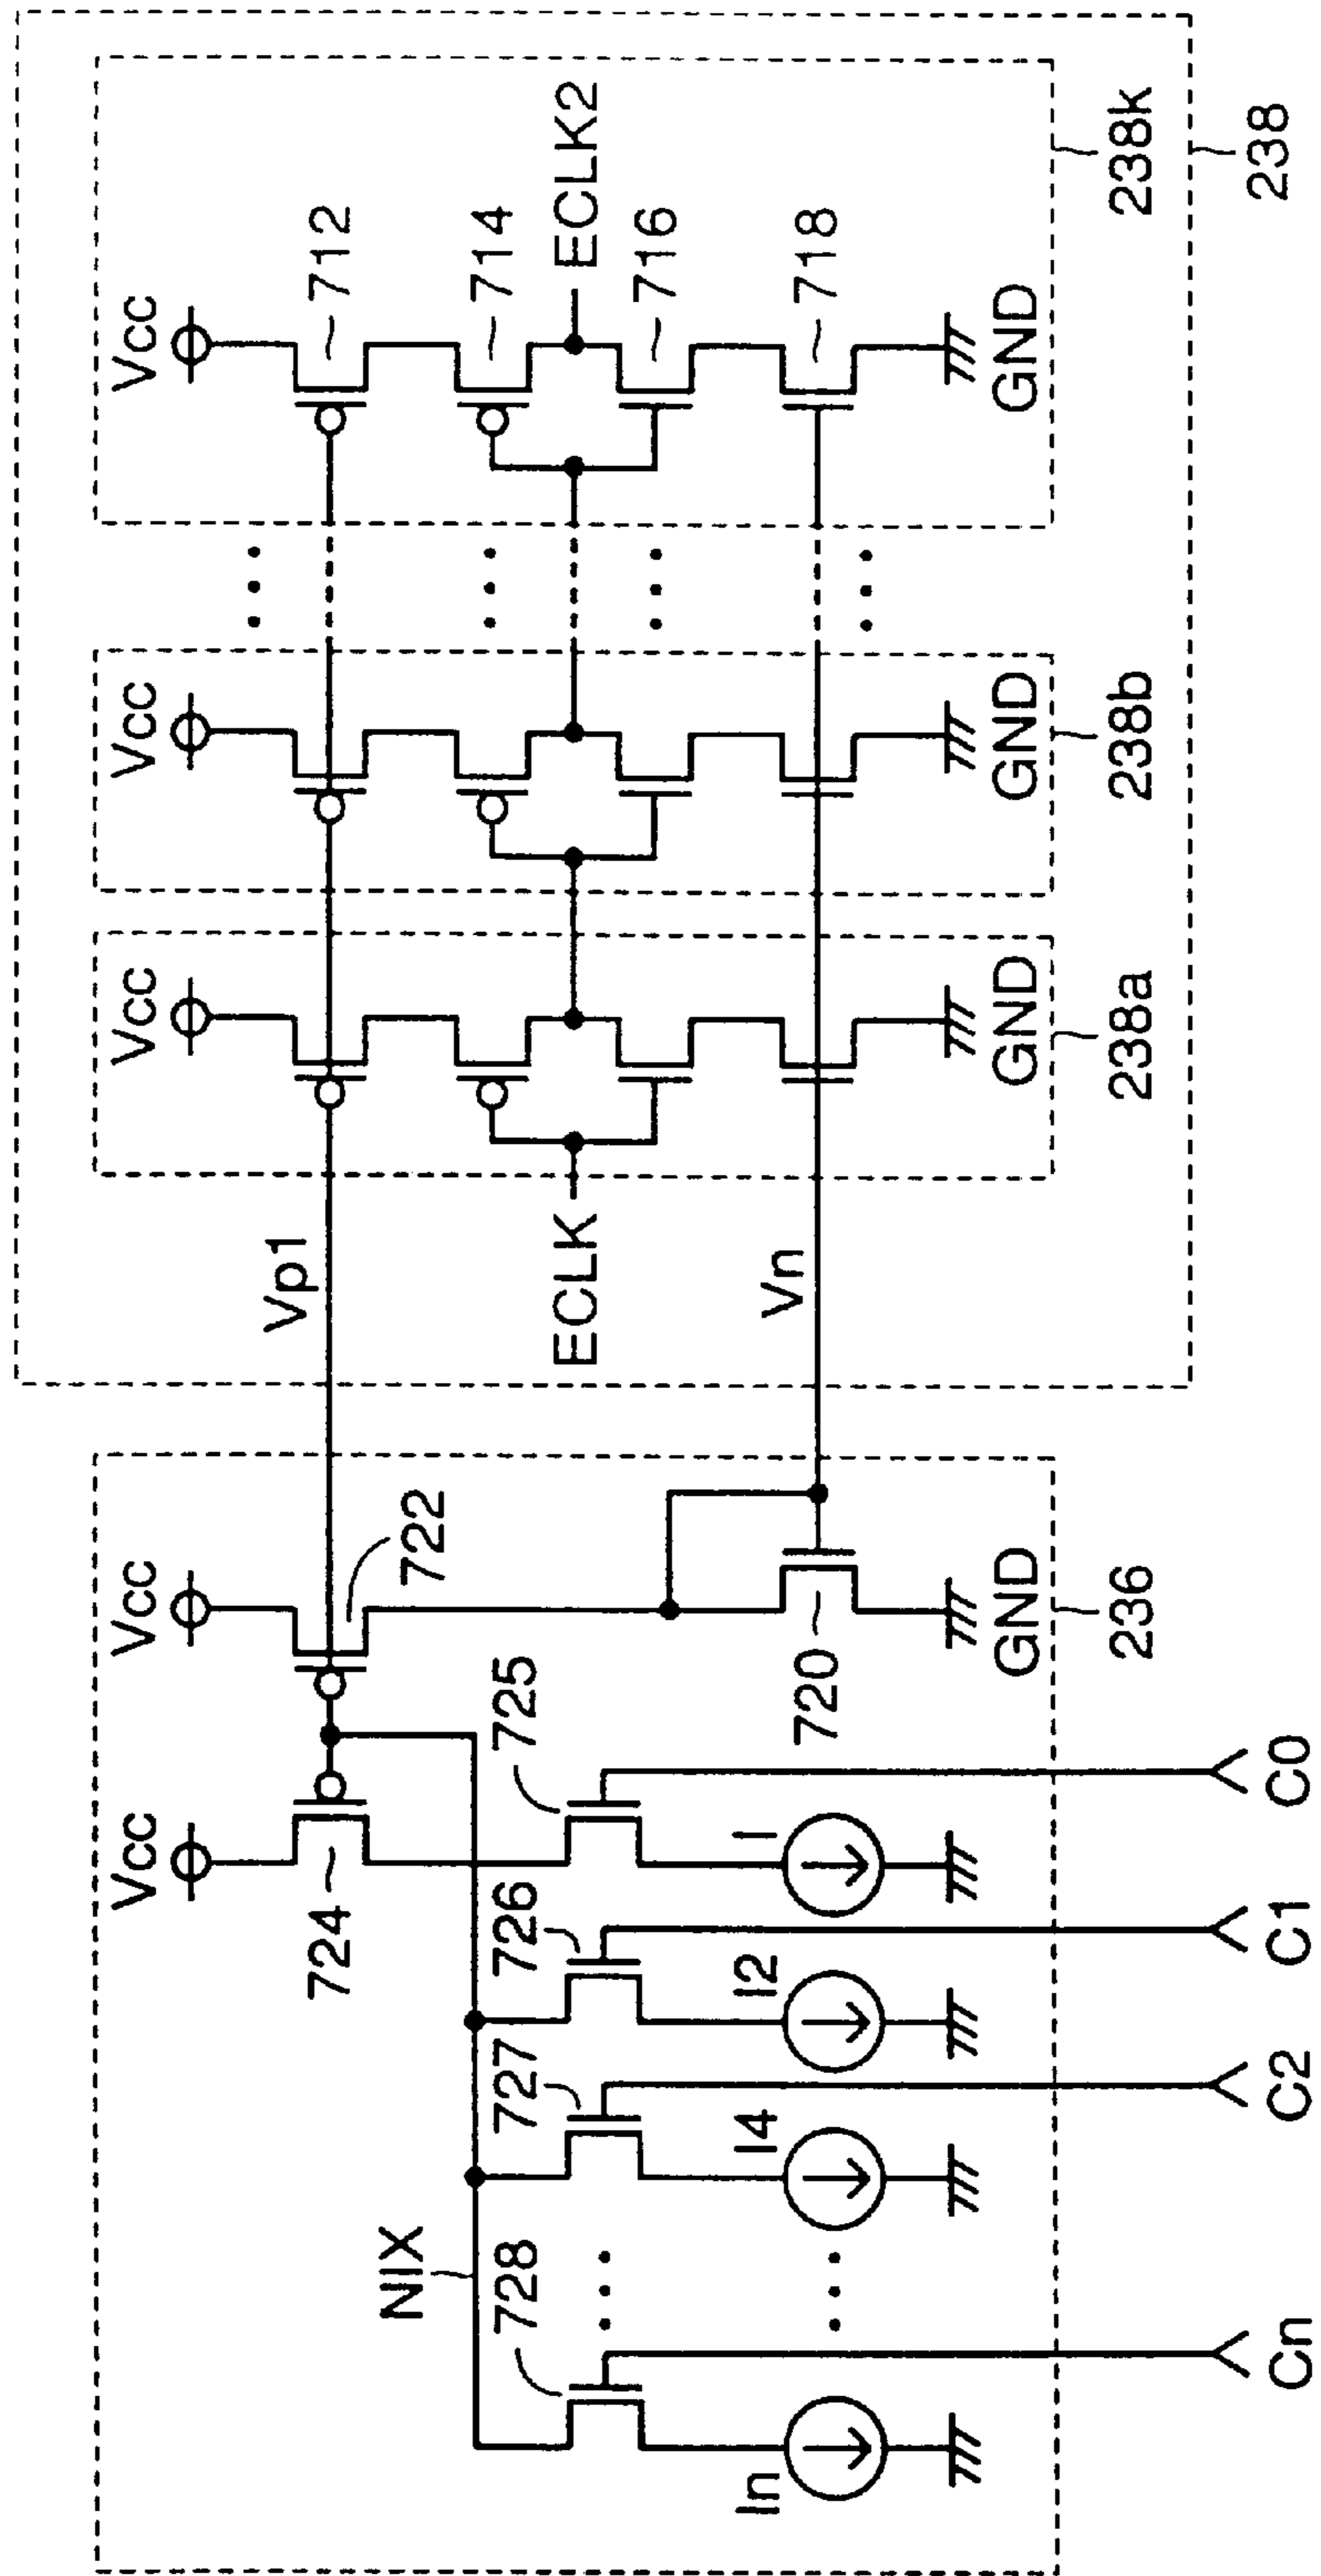 Vcc
Vcc
Vcc
Vcc
Vcc
Vp1
724
712
NIX
722
714
728
727
726
725
ECLK
ECLK2
716
In
I4
I2
I
Vn
720
718
GND
GND
GND
GND
236
238a
238b
238k
Cn
C2
C1
C0
238